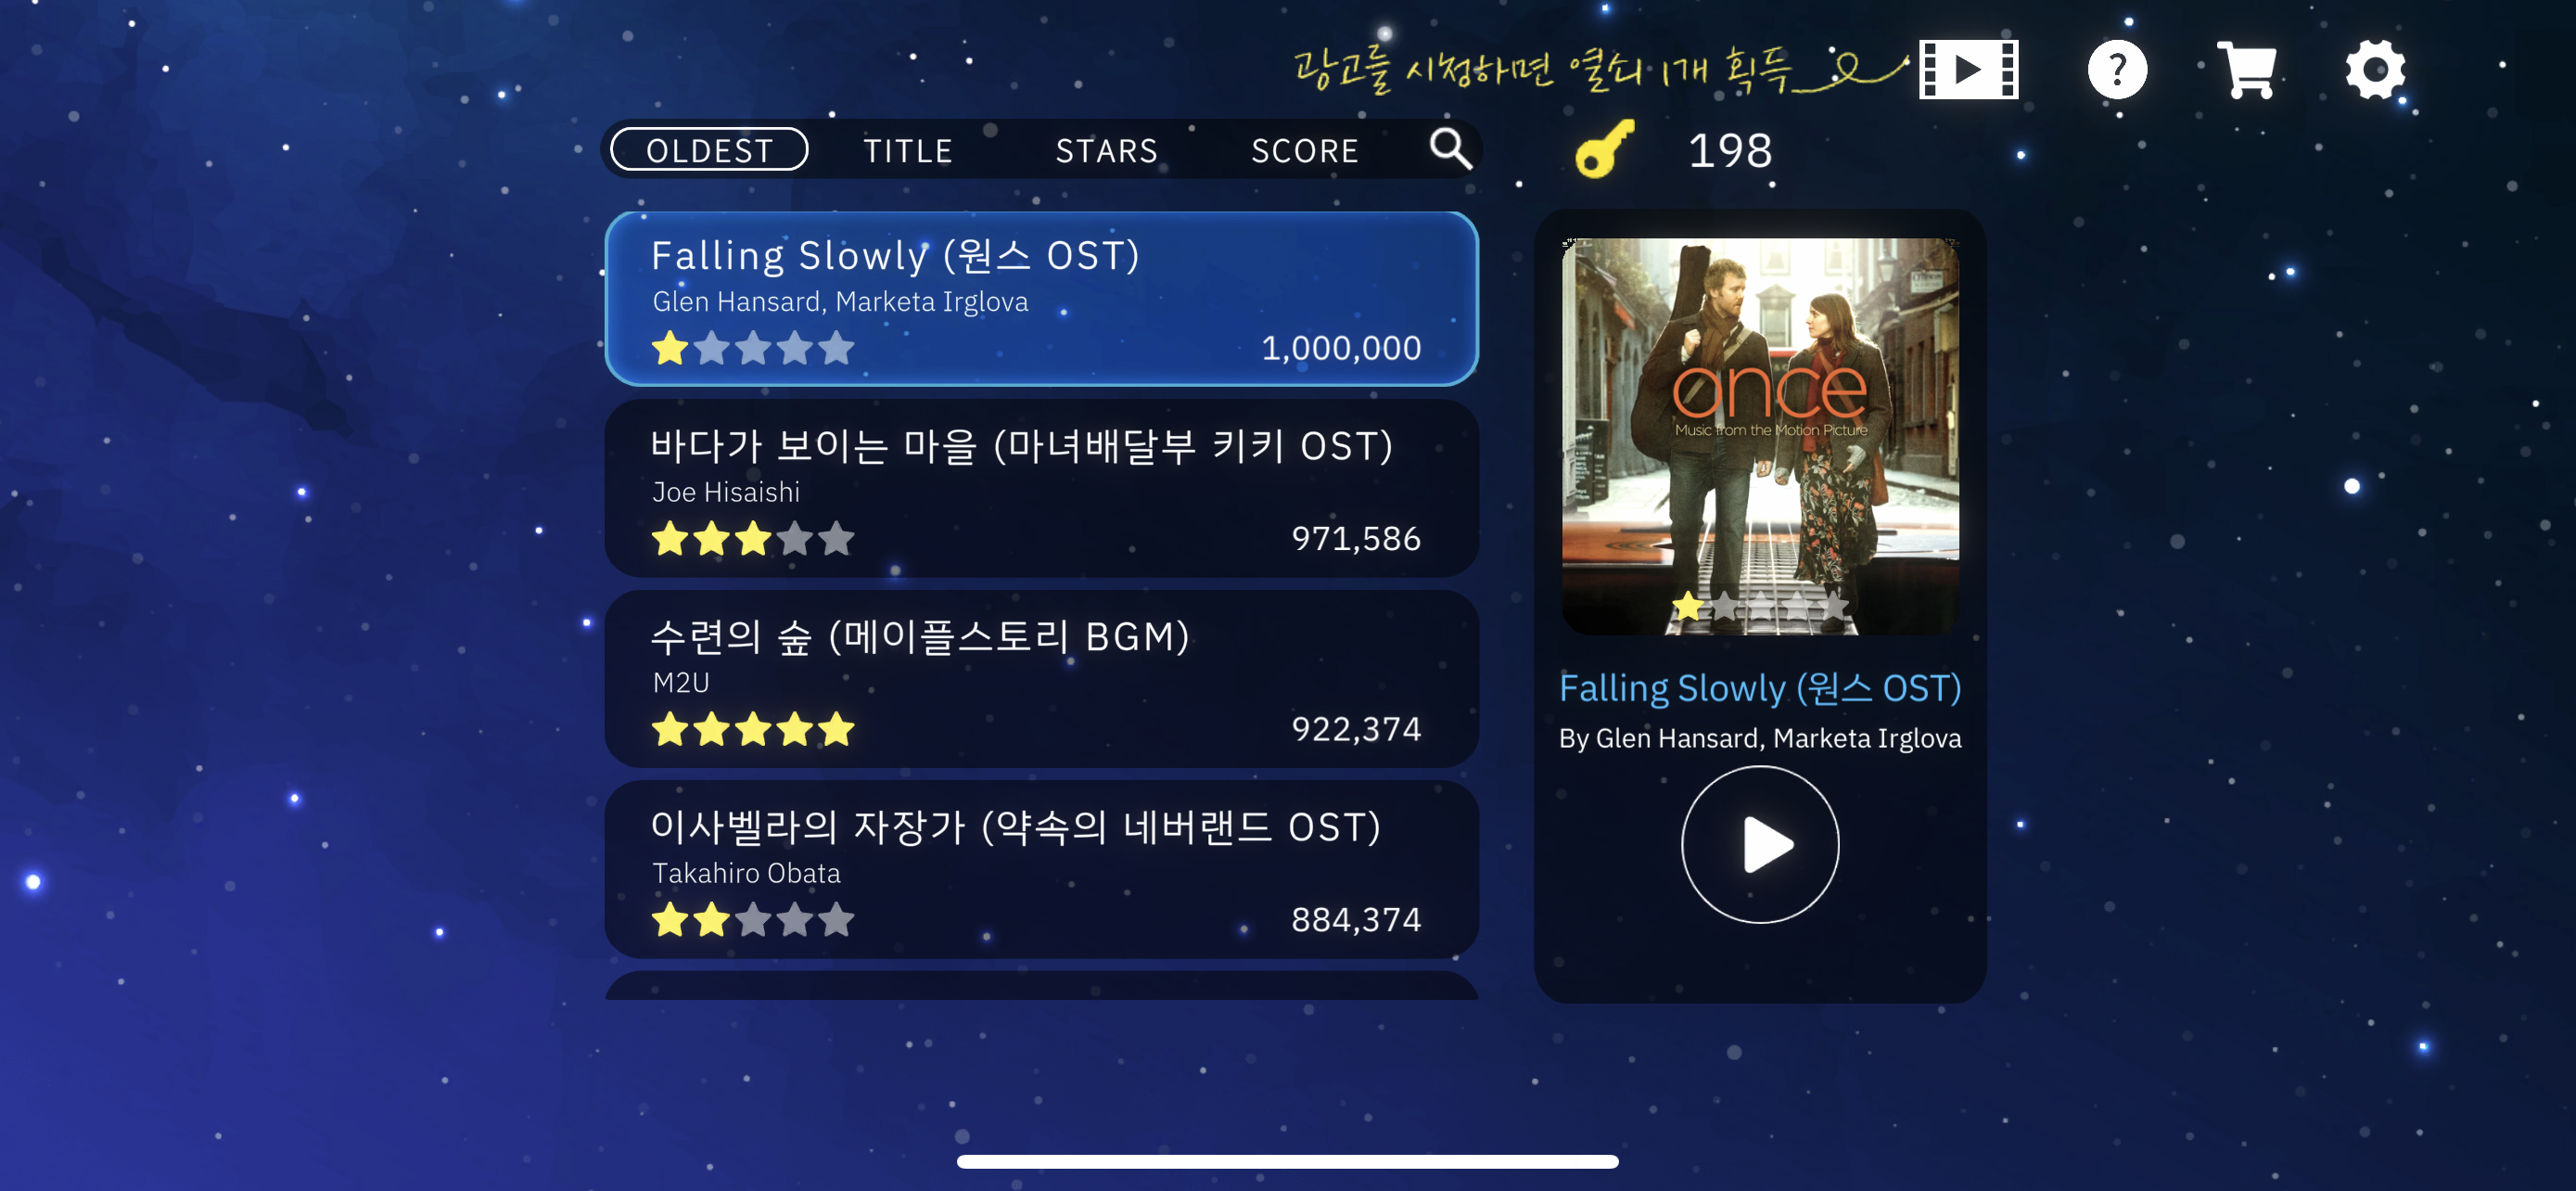 광고를 시청하면 열쇠 1개 획득
?
OLDEST TITLE STARS SCORE
198
Falling Slowly (원스 OST)
Glen Hansard, Marketa Irglova
1,000,000
바다가 보이는 마을 (마녀배달부 키키 OST)
Joe Hisaishi
971,586
수련의 숲 (메이플스토리 BGM)
M2U
922,374
이사벨라의 자장가 (약속의 네버랜드 OST)
Takahiro Obata
884,374
once
Music from the Motion Picture
Falling Slowly (원스 OST)
By Glen Hansard, Marketa Irglova